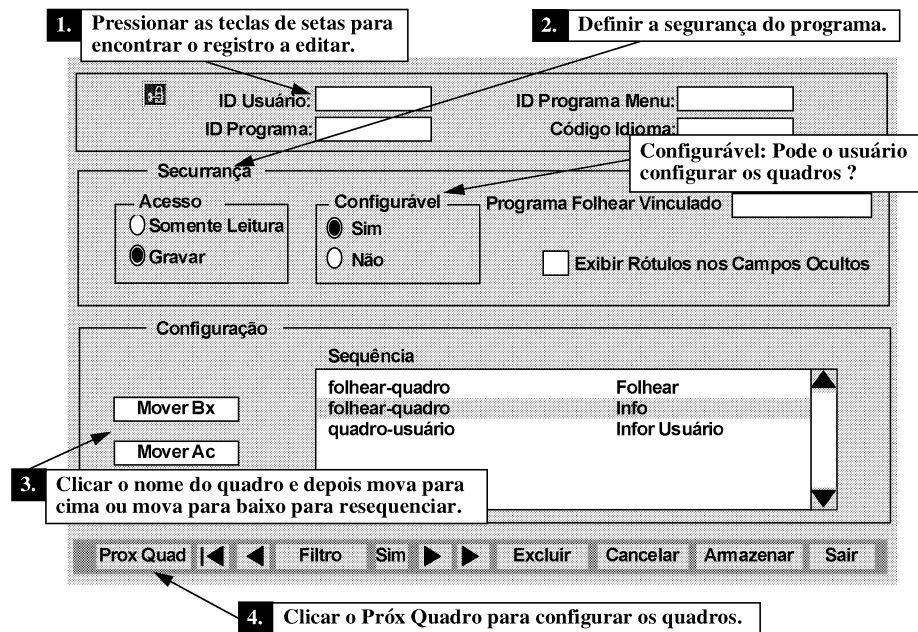 1. Pressionar as teclas de setas para
encontrar o registro a editar.
2. Definir a segurança do programa.
ID Usuário:
ID Programa Menu:
ID Programa:
Código Idioma:
Configurável: Pode o usuário
configurar os quadros ?
Securrança
Acesso
Somente Leitura
Gravar
Configurável
Sim
Não
Programa Folhear Vinculado
Exibir Rótulos nos Campos Ocultos
Configuração
Sequência
folhear-quadro Folhear
folhear-quadro Info
quadro-usuário Infor Usuário
Mover Bx
Mover Ac
3. Clicar o nome do quadro e depois mova para
cima ou mova para baixo para resequenciar.
Prox Quad Filtro Sim Excluir Cancelar Armazenar Sair
4. Clicar o Próx Quadro para configurar os quadros.